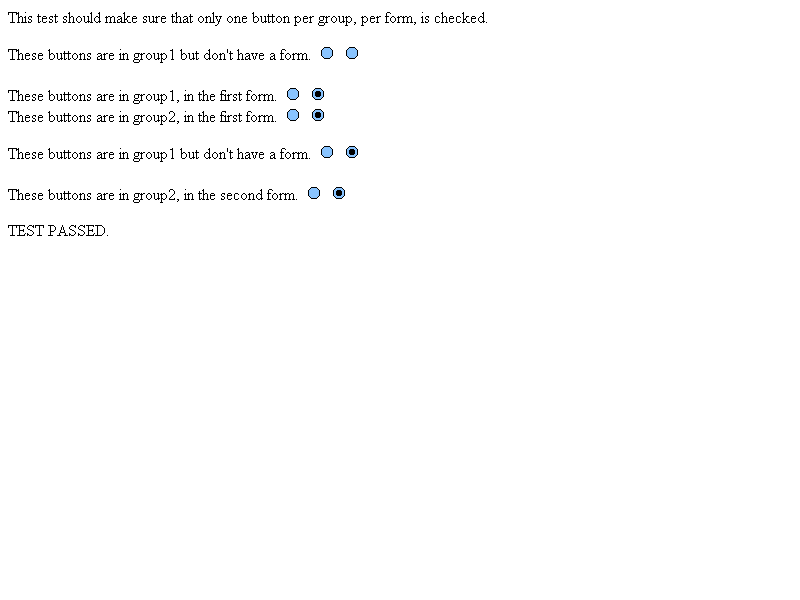 This test should make sure that only one button per group, per form, is checked.
These buttons are in group1 but don't have a form.
These buttons are in group1, in the first form.
These buttons are in group2, in the first form.
These buttons are in group1 but don't have a form.
These buttons are in group2, in the second form.
TEST PASSED.